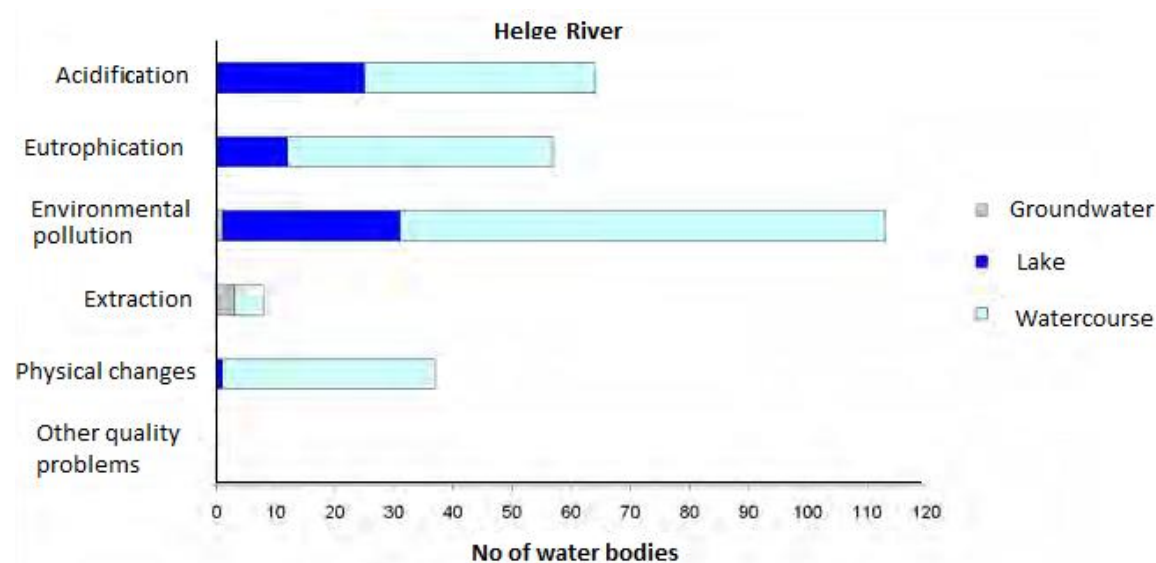 Helge River
Acidification
Eutrophication
Environmental
pollution
Extraction
Physical changes
Other quality
problems
Groundwater
Lake
Watercourse
0 10 20 30 40 50 60 70 80 90 100 110 120
No of water bodies